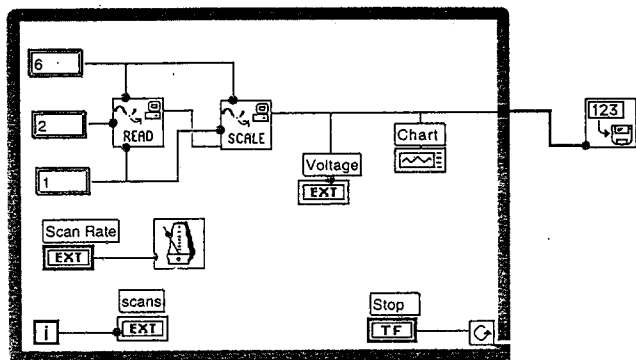 6
2
READ
SCALE
1
Voltage
EXT
Chart
123
Scan Rate
EXT
scans
EXT
i
Stop
TF